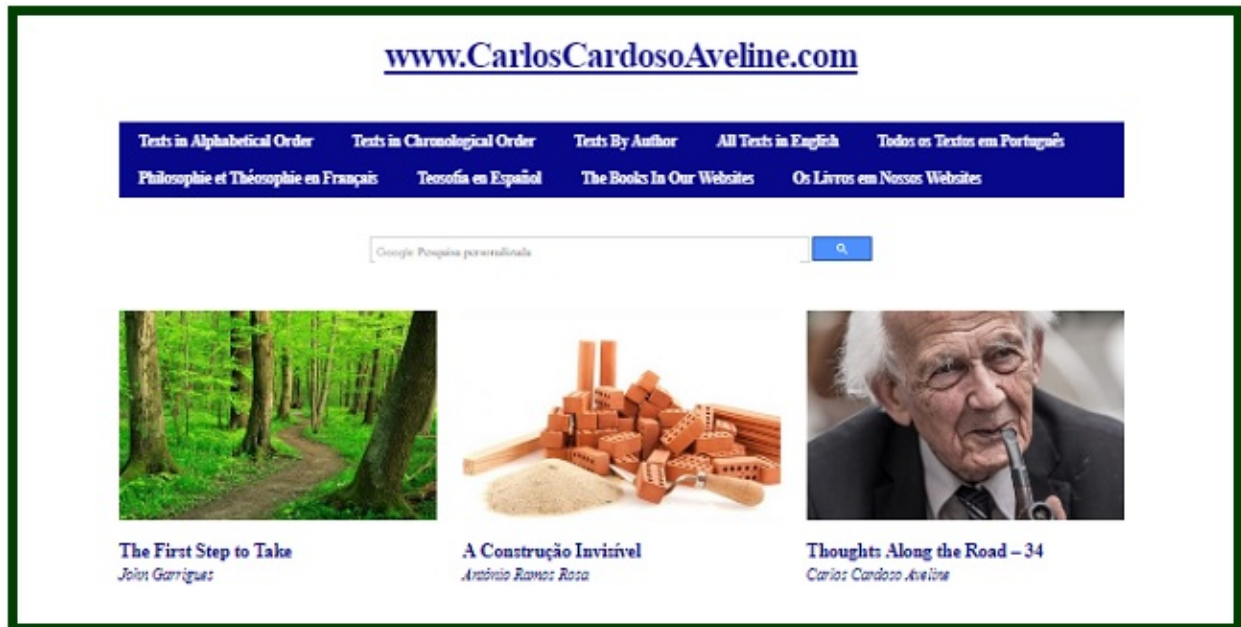 www.CarlosCardosoAveline.com
Texts in Alphabetical Order Texts in Chronological Order Texts By Author All Texts in English Todos os Textos em Português
Philosophie et Théosophie en Français Teosofia en Español The Books In Our Websites Os Livros em Nossos Websites
Google Pesquisa personalizada
The First Step to Take A Construção Invisível Thoughts Along the Road – 34
John Garrigues António Ramos Rosa Carlos Cardoso Aveline